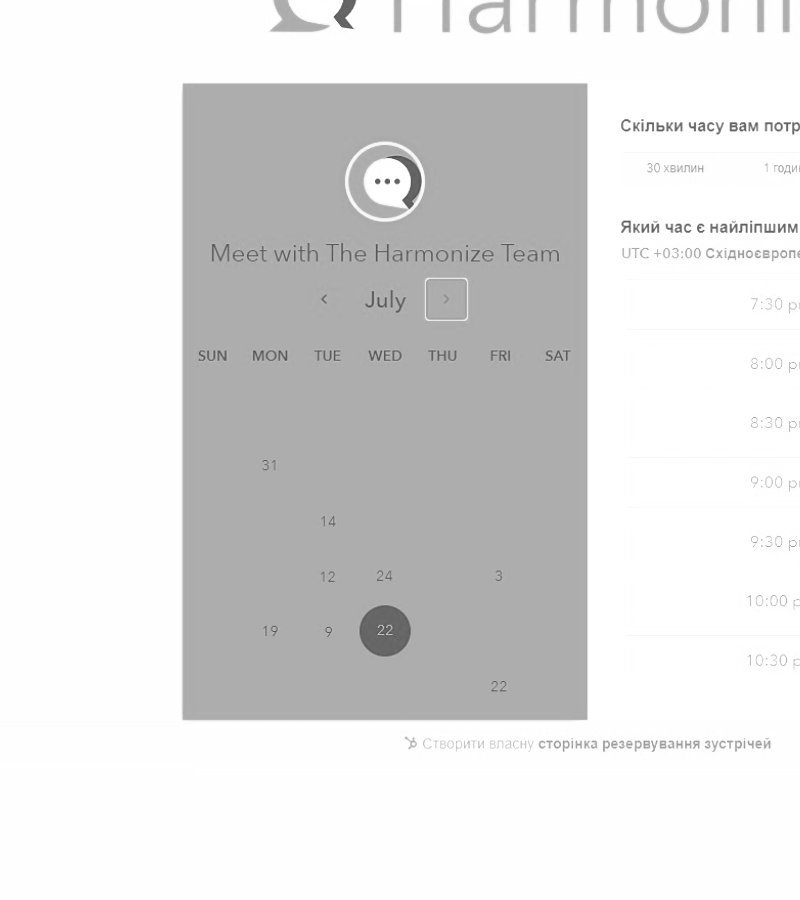 Harmoni
Meet with The Harmonize Team
July
SUN MON TUE WED THU FRI SAT
31
14
12 24 3
19 9 22
22
Скільки часу вам потр
30 хвилин 1 годин
Який час є найліпшим
UTC +03:00 Східноєвропе
7:30 p
8:00 p
8:30 p
9:00 p
9:30 p
10:00 p
10:30 p
Створити власну сторінка резервування зустрічей